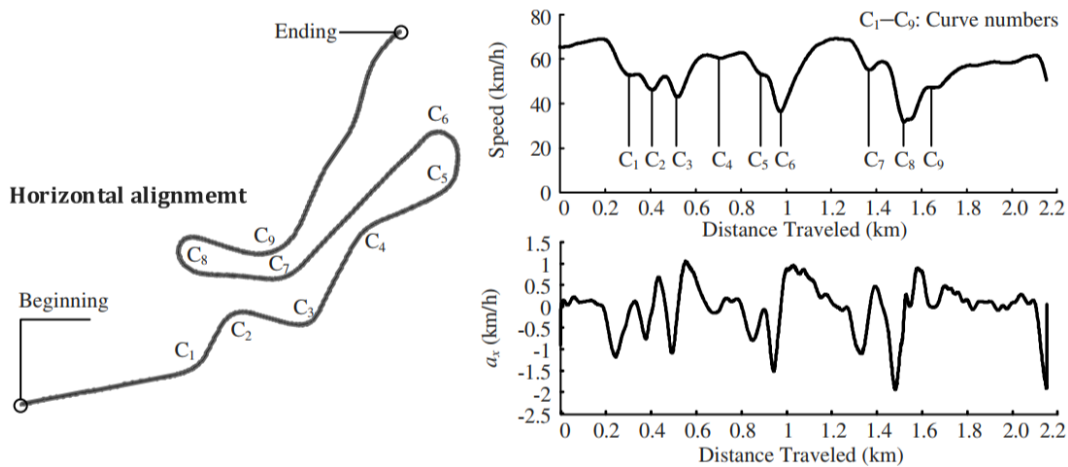 Ending
C₆
C₅
Horizontal alignmemt
C₉
C₄
C₈
C₇
Beginning
C₃
C₂
C₁
C₁–C₉: Curve numbers
Speed (km/h)
80
60
40
20
0
C₁ C₂ C₃ C₄ C₅ C₆ C₇ C₈ C₉
0 0.2 0.4 0.6 0.8 1 1.2 1.4 1.6 1.8 2.0 2.2
Distance Traveled (km)
aₓ (km/h)
1.5
1
0.5
0
-0.5
-1
-1.5
-2
-2.5
0 0.2 0.4 0.6 0.8 1 1.2 1.4 1.6 1.8 2.0 2.2
Distance Traveled (km)